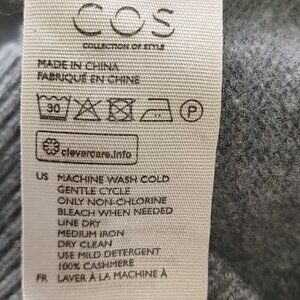 COS
COLLECTION OF STYLE
MADE IN CHINA
FABRIQUÉ EN CHINE
30 P
clevercare.info
US MACHINE WASH COLD
GENTLE CYCLE
ONLY NON-CHLORINE
BLEACH WHEN NEEDED
LINE DRY
MEDIUM IRON
DRY CLEAN
USE MILD DETERGENT
100% CASHMERE
FR LAVER À LA MACHINE À